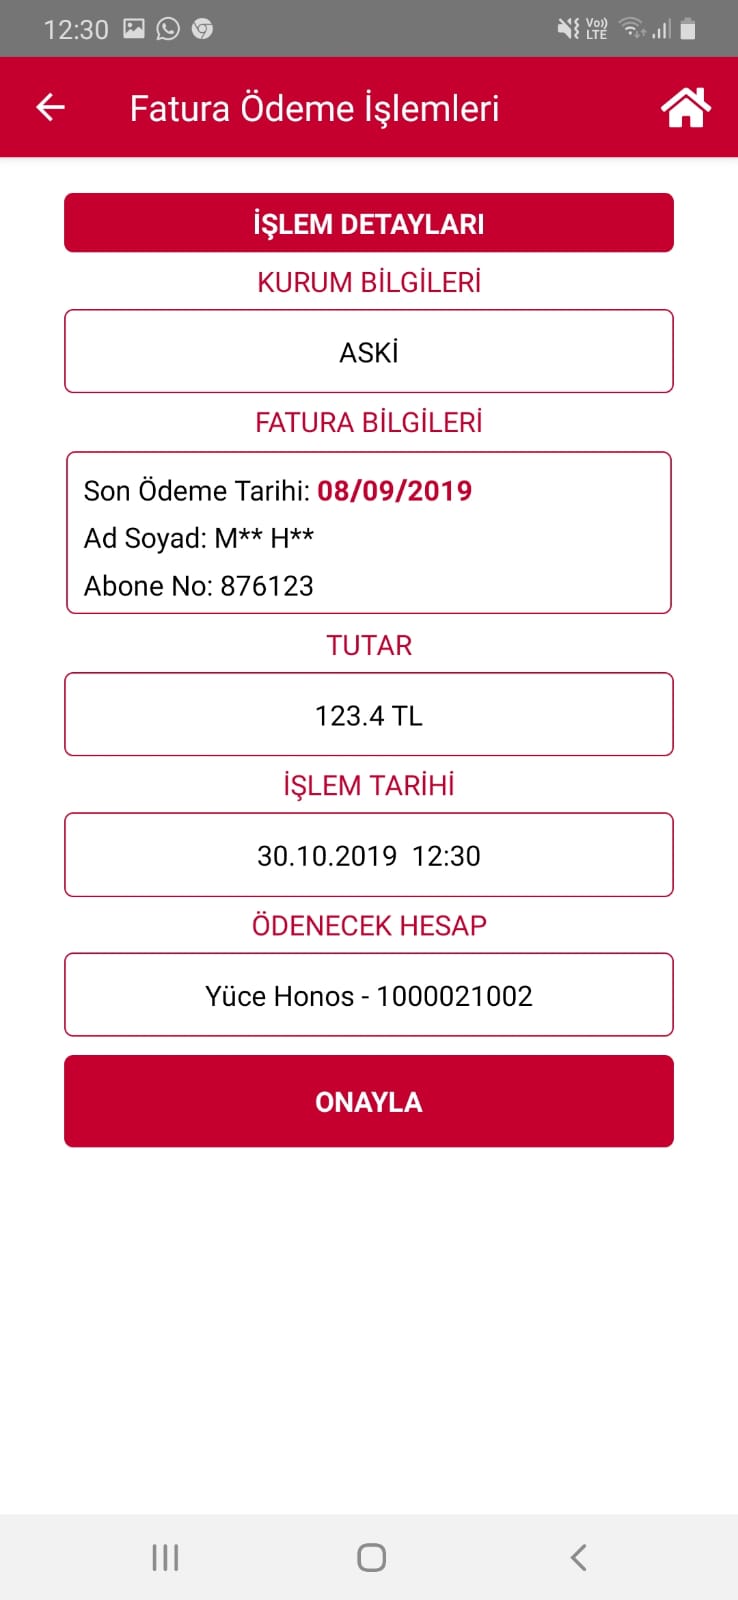 12:30
Vo)) LTE
Fatura Ödeme İşlemleri
İŞLEM DETAYLARI
KURUM BİLGİLERİ
ASKİ
FATURA BİLGİLERİ
Son Ödeme Tarihi: 08/09/2019
Ad Soyad: M** H**
Abone No: 876123
TUTAR
123.4 TL
İŞLEM TARİHİ
30.10.2019 12:30
ÖDENECEK HESAP
Yüce Honos - 1000021002
ONAYLA